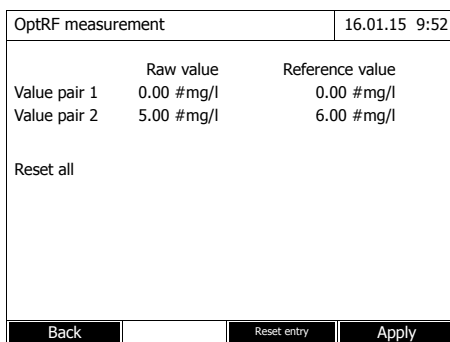 OptRF measurement 16.01.15 9:52
Raw value Reference value
Value pair 1 0.00 #mg/l 0.00 #mg/l
Value pair 2 5.00 #mg/l 6.00 #mg/l
Reset all
Back Reset entry Apply